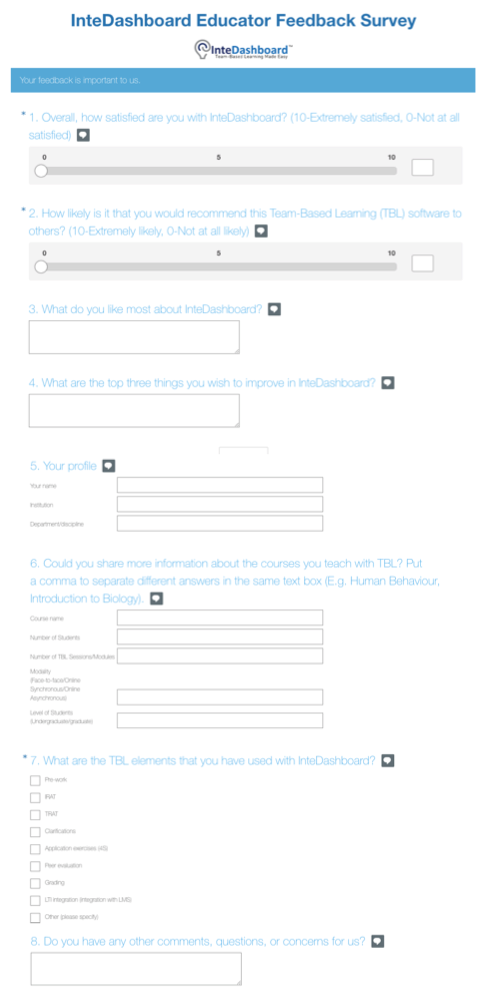 InteDashboard Educator Feedback Survey
InteDashboard™
Team-Based Learning Made Easy
Your feedback is important to us.
* 1. Overall, how satisfied are you with InteDashboard? (10-Extremely satisfied, 0-Not at all
satisfied)
0 5 10
* 2. How likely is it that you would recommend this Team-Based Learning (TBL) software to
others? (10-Extremely likely, 0-Not at all likely)
0 5 10
3. What do you like most about InteDashboard?
4. What are the top three things you wish to improve in InteDashboard?
5. Your profile
Your name
Institution
Department/discipline
6. Could you share more information about the courses you teach with TBL? Put
a comma to separate different answers in the same text box (E.g. Human Behaviour,
Introduction to Biology).
Course name
Number of Students
Number of TBL Sessions/Modules
Modality
(Face-to-face/Online
Synchronous/Online
Asynchronous)
Level of Students
(Undergraduate/graduate)
* 7. What are the TBL elements that you have used with InteDashboard?
Pre-work
IRAT
TRAT
Clarifications
Application exercises (4S)
Peer evaluation
Grading
LTI integration (integration with LMS)
Other (please specify)
8. Do you have any other comments, questions, or concerns for us?